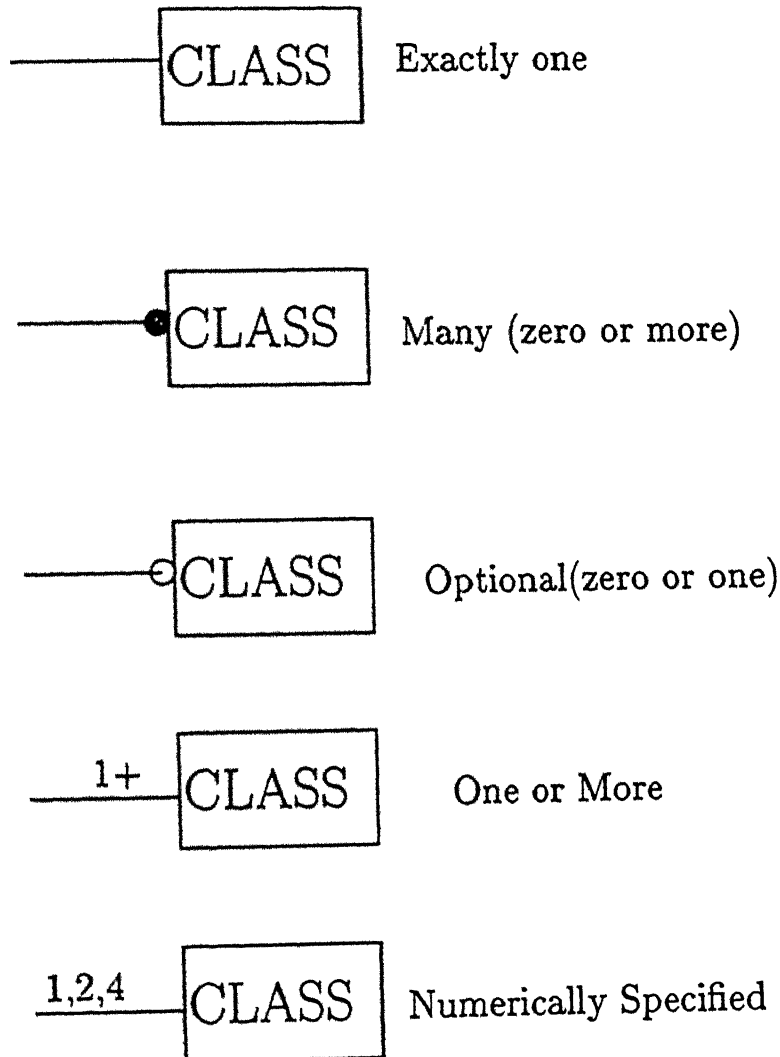 CLASS Exactly one
CLASS Many (zero or more)
CLASS Optional(zero or one)
1+ CLASS One or More
1,2,4 CLASS Numerically Specified